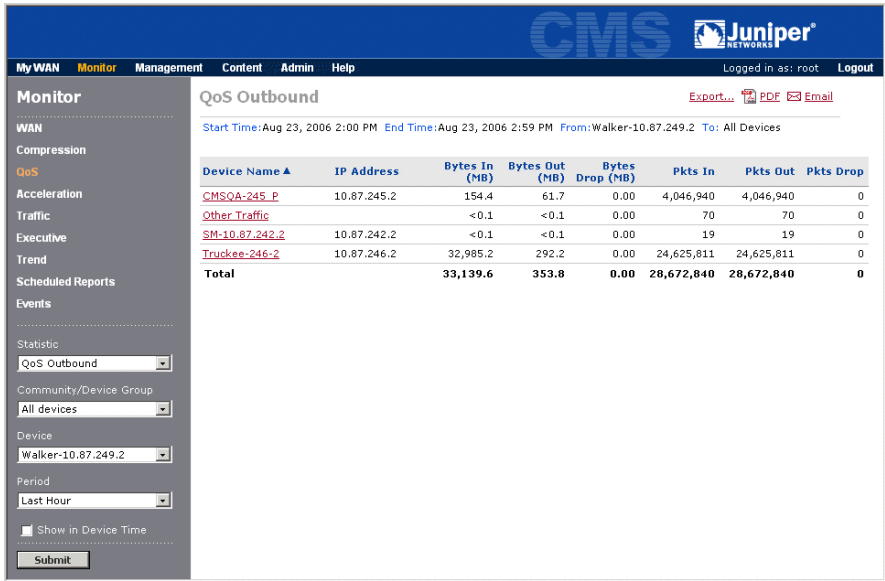 CMS
Juniper®
NETWORKS
My WAN Monitor Management Content Admin Help Logged in as: root Logout
Monitor
WAN
Compression
QoS
Acceleration
Traffic
Executive
Trend
Scheduled Reports
Events
Statistic
QoS Outbound
Community/Device Group
All devices
Device
Walker-10.87.249.2
Period
Last Hour
Show in Device Time
Submit
QoS Outbound Export... PDF Email
Start Time:Aug 23, 2006 2:00 PM End Time:Aug 23, 2006 2:59 PM From:Walker-10.87.249.2 To: All Devices
Device Name IP Address Bytes In (MB) Bytes Out (MB) Bytes Drop (MB) Pkts In Pkts Out Pkts Drop
CMSQA-245 P 10.87.245.2 154.4 61.7 0.00 4,046,940 4,046,940 0
Other Traffic <0.1 <0.1 0.00 70 70 0
SM-10.87.242.2 10.87.242.2 <0.1 <0.1 0.00 19 19 0
Truckee-246-2 10.87.246.2 32,985.2 292.2 0.00 24,625,811 24,625,811 0
Total 33,139.6 353.8 0.00 28,672,840 28,672,840 0